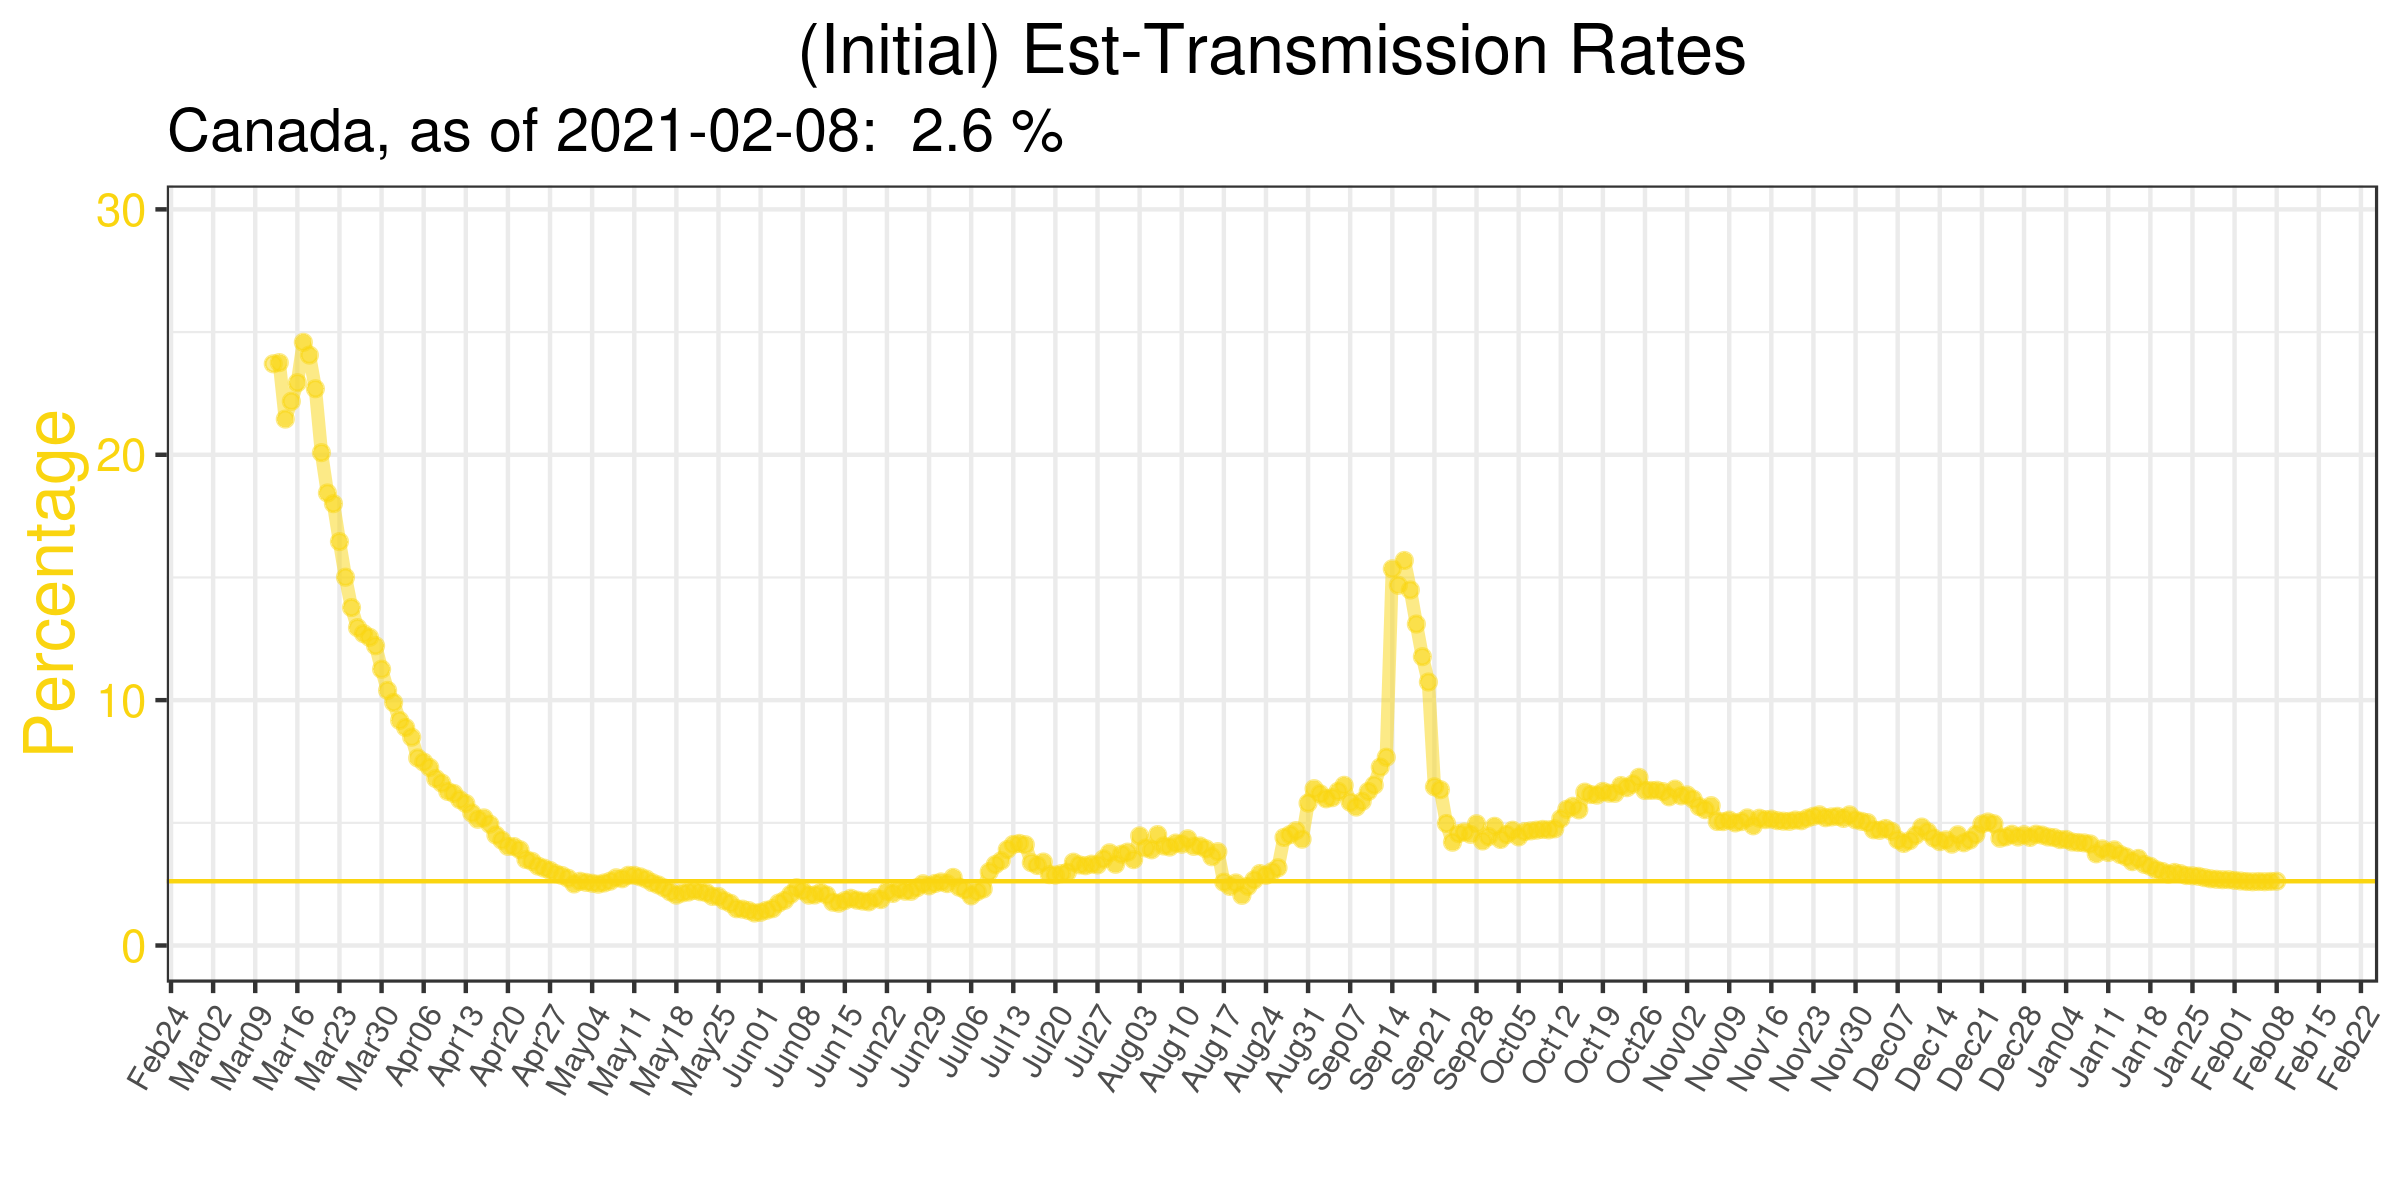 (Initial) Est-Transmission Rates
Canada, as of 2021-02-08:  2.6 %
Percentage
30
20
10
0
Feb24
Mar02
Mar09
Mar16
Mar23
Mar30
Apr06
Apr13
Apr20
Apr27
May04
May11
May18
May25
Jun01
Jun08
Jun15
Jun22
Jun29
Jul06
Jul13
Jul20
Jul27
Aug03
Aug10
Aug17
Aug24
Aug31
Sep07
Sep14
Sep21
Sep28
Oct05
Oct12
Oct19
Oct26
Nov02
Nov09
Nov16
Nov23
Nov30
Dec07
Dec14
Dec21
Dec28
Jan04
Jan11
Jan18
Jan25
Feb01
Feb08
Feb15
Feb22